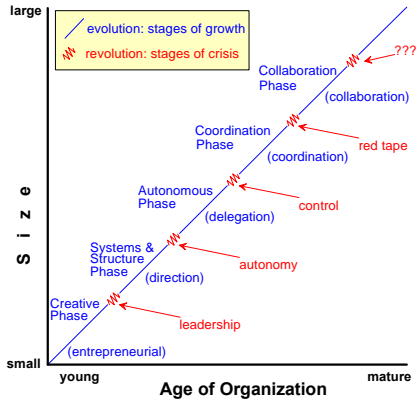 large
evolution: stages of growth
revolution: stages of crisis
???
Collaboration
Phase
(collaboration)
Coordination
Phase
red tape
(coordination)
Autonomous
Phase
control
(delegation)
Systems &
Structure
Phase
autonomy
(direction)
Creative
Phase
leadership
(entrepreneurial)
Size
small
young
mature
Age of Organization